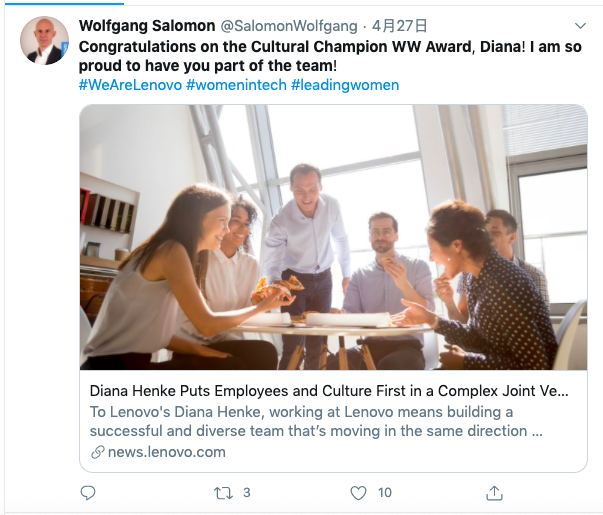 Wolfgang Salomon @SalomonWolfgang · 4月27日
Congratulations on the Cultural Champion WW Award, Diana! I am so
proud to have you part of the team!
#WeAreLenovo #womenintech #leadingwomen
Diana Henke Puts Employees and Culture First in a Complex Joint Ve...
To Lenovo's Diana Henke, working at Lenovo means building a
successful and diverse team that's moving in the same direction ...
news.lenovo.com
3
10